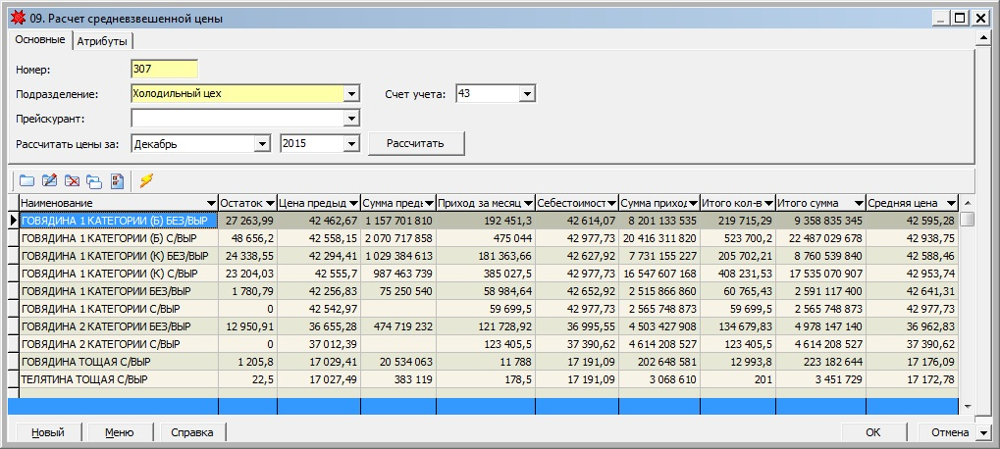 09. Расчет средневзвешенной цены
Основные Атрибуты
Номер: 307
Подразделение: Холодильный цех Счет учета: 43
Прейскурант:
Рассчитать цены за: Декабрь 2015 Рассчитать
Наименование Остаток Цена предыд Сумма преды Приход за месяц Себестоимост Сумма приход Итого кол-в Итого сумма Средняя цена
ГОВЯДИНА 1 КАТЕГОРИИ (Б) БЕЗ/ВЫР 27 263,99 42 462,67 1 157 701 810 192 451,3 42 614,07 8 201 133 535 219 715,29 9 358 835 345 42 595,28
ГОВЯДИНА 1 КАТЕГОРИИ (Б) С/ВЫР 48 656,2 42 558,15 2 070 717 858 475 044 42 977,73 20 416 311 820 523 700,2 22 487 029 678 42 938,75
ГОВЯДИНА 1 КАТЕГОРИИ (К) БЕЗ/ВЫР 24 338,55 42 294,41 1 029 384 613 181 363,66 42 627,92 7 731 155 227 205 702,21 8 760 539 840 42 588,46
ГОВЯДИНА 1 КАТЕГОРИИ (К) С/ВЫР 23 204,03 42 555,7 987 463 739 385 027,5 42 977,73 16 547 607 168 408 231,53 17 535 070 907 42 953,74
ГОВЯДИНА 1 КАТЕГОРИИ БЕЗ/ВЫР 1 780,79 42 256,83 75 250 540 58 984,64 42 652,92 2 515 866 860 60 765,43 2 591 117 400 42 641,31
ГОВЯДИНА 1 КАТЕГОРИИ С/ВЫР 0 42 542,97 59 699,5 42 977,73 2 565 748 873 59 699,5 2 565 748 873 42 977,73
ГОВЯДИНА 2 КАТЕГОРИИ БЕЗ/ВЫР 12 950,91 36 655,28 474 719 232 121 728,92 36 995,55 4 503 427 908 134 679,83 4 978 147 140 36 962,83
ГОВЯДИНА 2 КАТЕГОРИИ С/ВЫР 0 37 012,39 123 405,5 37 390,62 4 614 208 527 123 405,5 4 614 208 527 37 390,62
ГОВЯДИНА ТОЩАЯ С/ВЫР 1 205,8 17 029,41 20 534 063 11 788 17 191,09 202 648 581 12 993,8 223 182 644 17 176,09
ТЕЛЯТИНА ТОЩАЯ С/ВЫР 22,5 17 027,49 383 119 178,5 17 191,09 3 068 610 201 3 451 729 17 172,78
Новый Меню Справка ОК Отмена